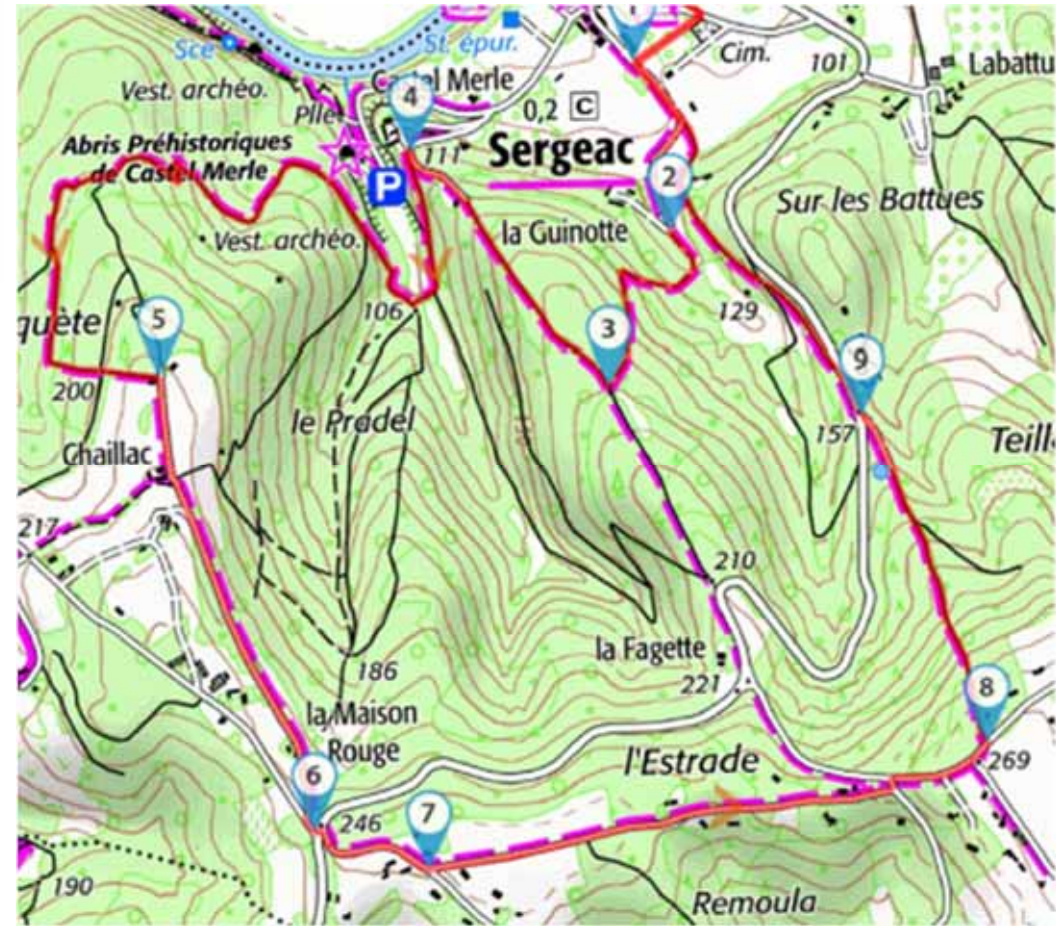 1
Sce
St. épur.
Cim.
101
Labattu
Vest. archéo.
Castel Merle
4
0,2 C
Plle
Abris Préhistoriques
de Castel Merle
111
Sergeac
P
2
Sur les Battues
Vest. archéo.
la Guinotte
106
129
quète
5
3
9
200
le Pradel
157
Teill
Chaillac
217
210
la Fagette
186
221
8
la Maison
Rouge
l'Estrade
269
6
246
7
190
Remoula